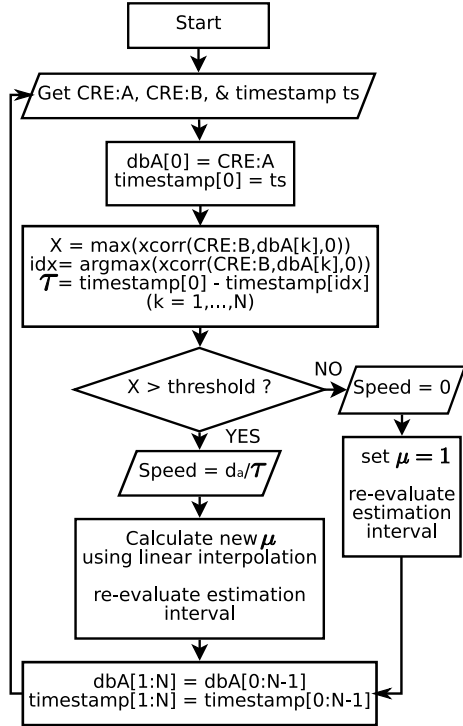 Start
Get CRE:A, CRE:B, & timestamp ts
dbA[0] = CRE:A
timestamp[0] = ts
X = max(xcorr(CRE:B,dbA[k],0))
idx= argmax(xcorr(CRE:B,dbA[k],0))
τ= timestamp[0] - timestamp[idx]
(k = 1,...,N)
X > threshold ?
NO
Speed = 0
YES
Speed = dₐ/τ
set μ = 1
re-evaluate
estimation
interval
Calculate new μ
using linear interpolation
re-evaluate estimation
interval
dbA[1:N] = dbA[0:N-1]
timestamp[1:N] = timestamp[0:N-1]